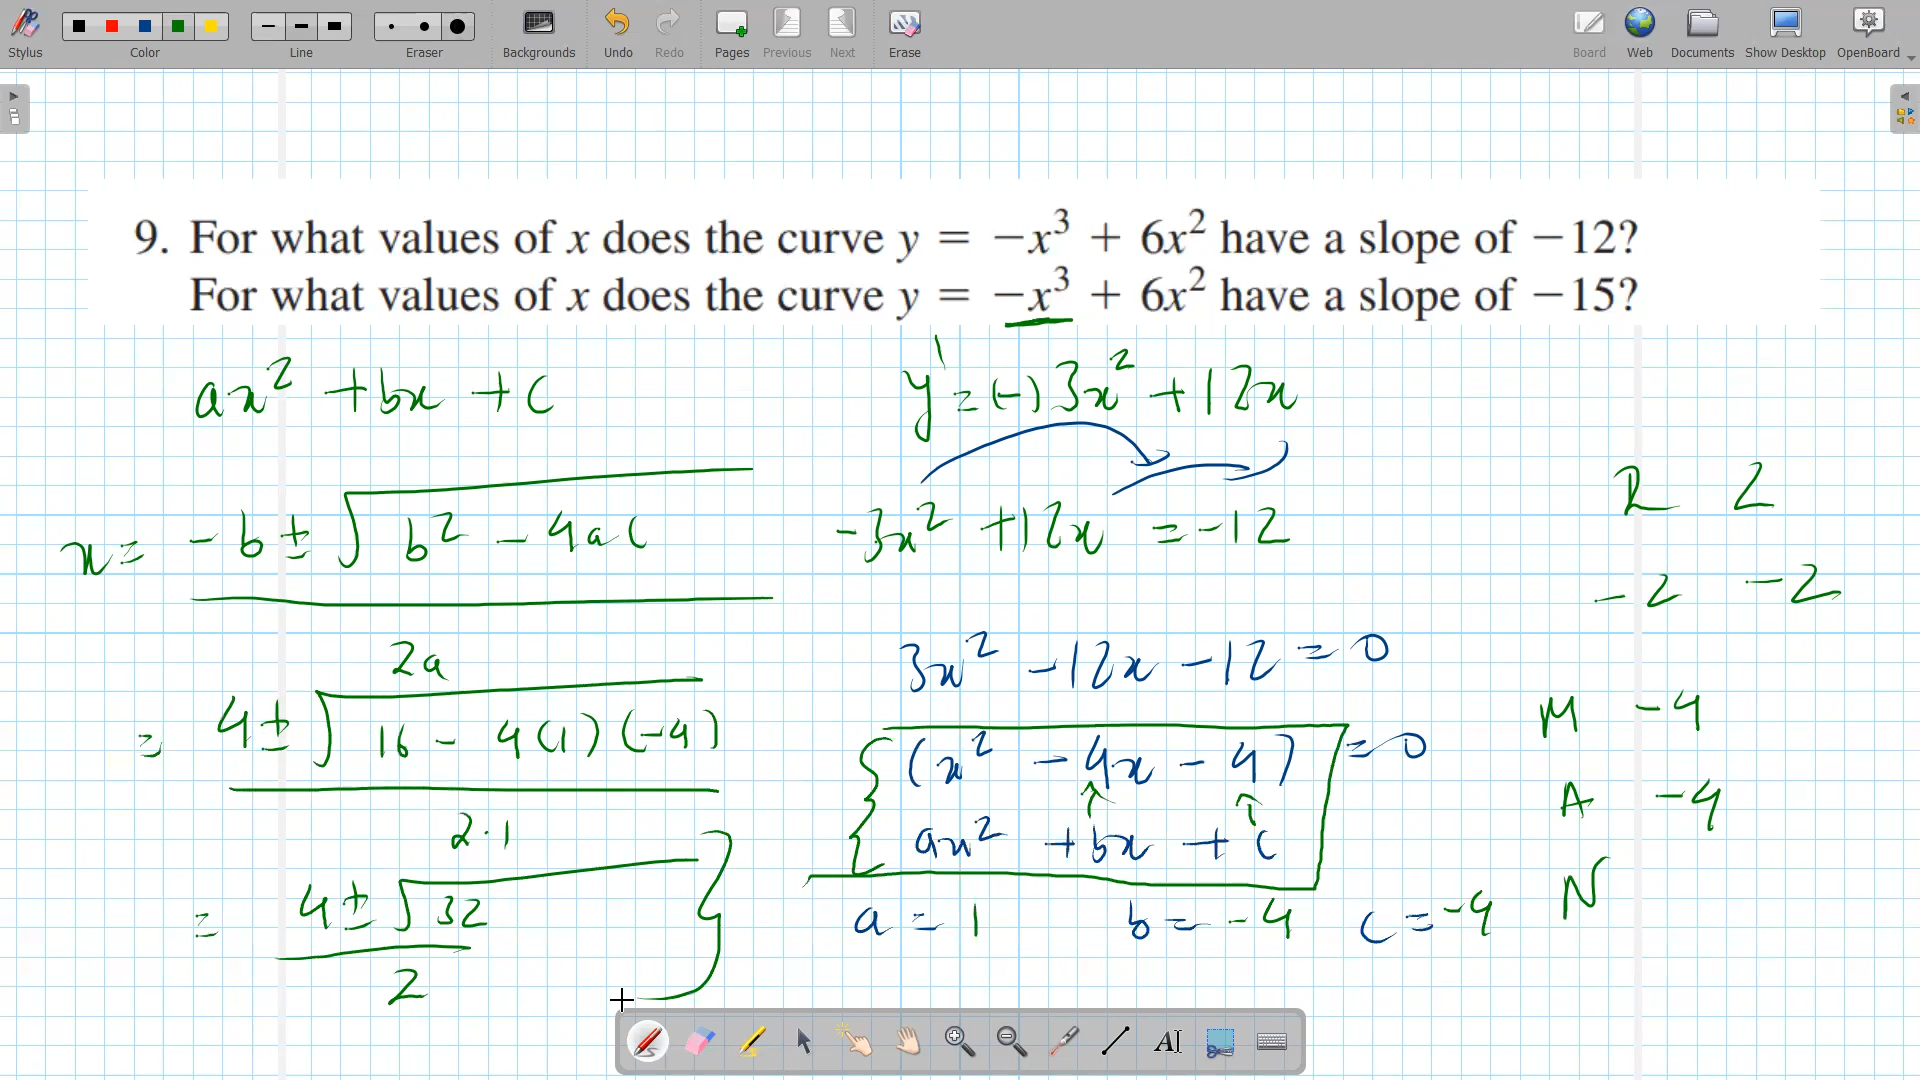 Stylus Color Line Eraser Backgrounds Undo Redo Pages Previous Next Erase Board Web Documents Show Desktop OpenBoard
9. For what values of x does the curve y = −x³ + 6x² have a slope of −12?
For what values of x does the curve y = −x³ + 6x² have a slope of −15?
ax² + bx + c
y' = (-) 3x² + 12x
x = -b ± √ b² - 4ac
2a
-3x² + 12x = -12
R 2
-2 -2
3x² - 12x - 12 = 0
= 4 ± √ 16 - 4(1)(-4)
2·1
(x² - 4x - 4) = 0
ax² + bx + c
M -4
A -4
N
= 4 ± √32
2
a = 1 b = -4 c = -4
AI